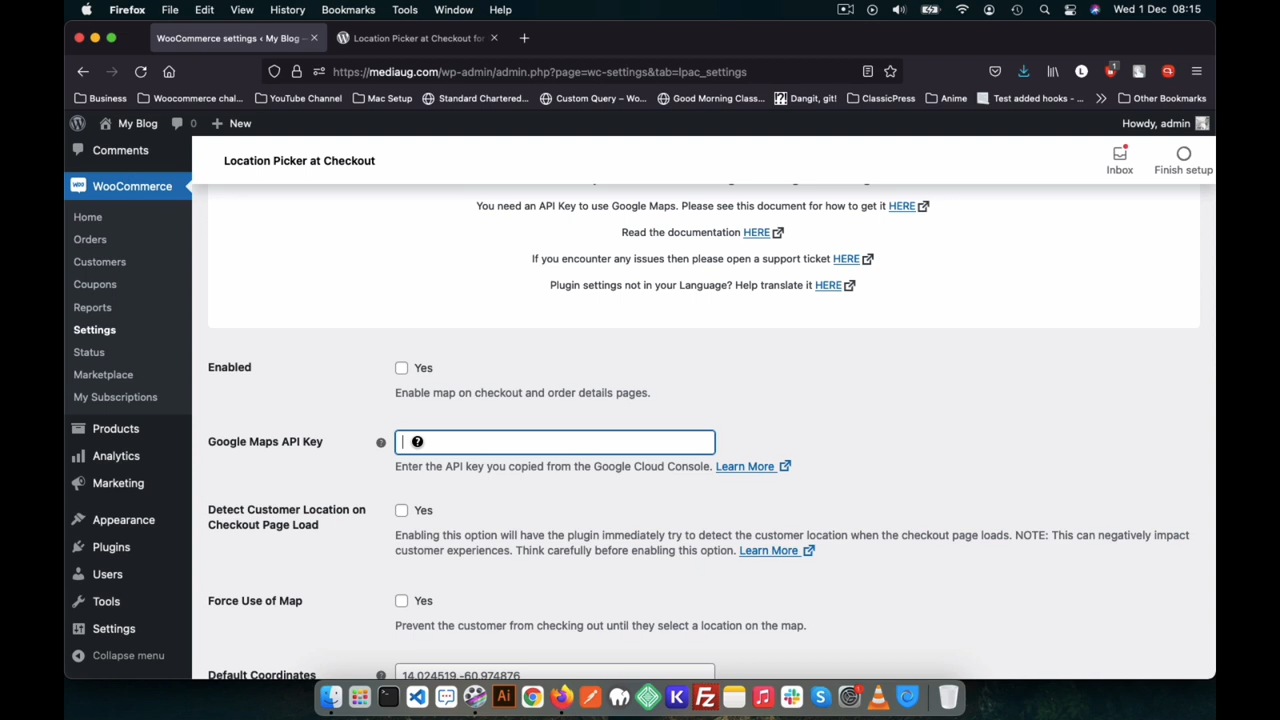 Firefox File Edit View History Bookmarks Tools Window Help Wed 1 Dec 08:15
WooCommerce settings ‹ My Blog – Location Picker at Checkout for
https://mediaug.com/wp-admin/admin.php?page=wc-settings&tab=lpac_settings
Business Woocommerce chal... YouTube Channel Mac Setup Standard Chartered... Custom Query – Wo... Good Morning Class... Dangit, git! ClassicPress Anime Test added hooks - ... Other Bookmarks
My Blog 0 New Howdy, admin
Comments
Location Picker at Checkout
Inbox
Finish setup
WooCommerce
Home
Orders
Customers
Coupons
Reports
Settings
Status
Marketplace
My Subscriptions
Products
Analytics
Marketing
Appearance
Plugins
Users
Tools
Settings
Collapse menu
You need an API Key to use Google Maps. Please see this document for how to get it HERE
Read the documentation HERE
If you encounter any issues then please open a support ticket HERE
Plugin settings not in your Language? Help translate it HERE
Enabled Yes
Enable map on checkout and order details pages.
Google Maps API Key
Enter the API key you copied from the Google Cloud Console. Learn More
Detect Customer Location on
Checkout Page Load
Yes
Enabling this option will have the plugin immediately try to detect the customer location when the checkout page loads. NOTE: This can negatively impact
customer experiences. Think carefully before enabling this option. Learn More
Force Use of Map Yes
Prevent the customer from checking out until they select a location on the map.
Default Coordinates 14.024519,-60.974876